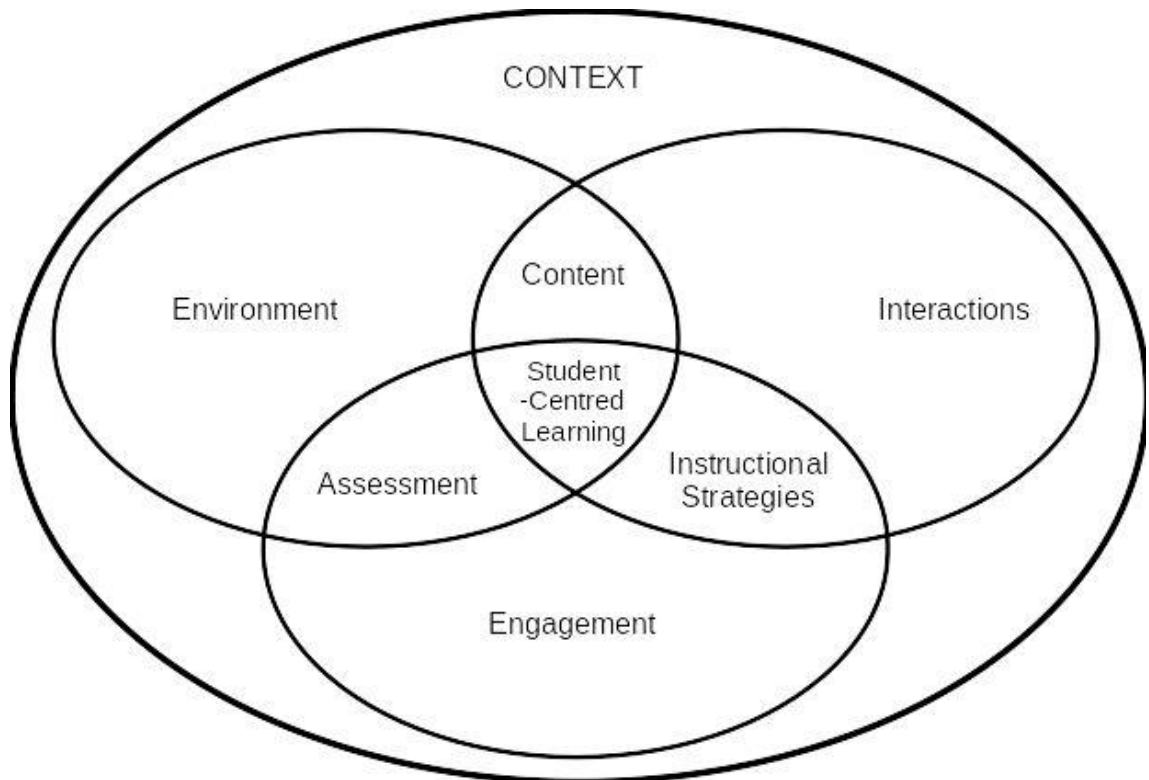 CONTEXT
Content
Environment
Interactions
Student
-Centred
Learning
Assessment
Instructional
Strategies
Engagement